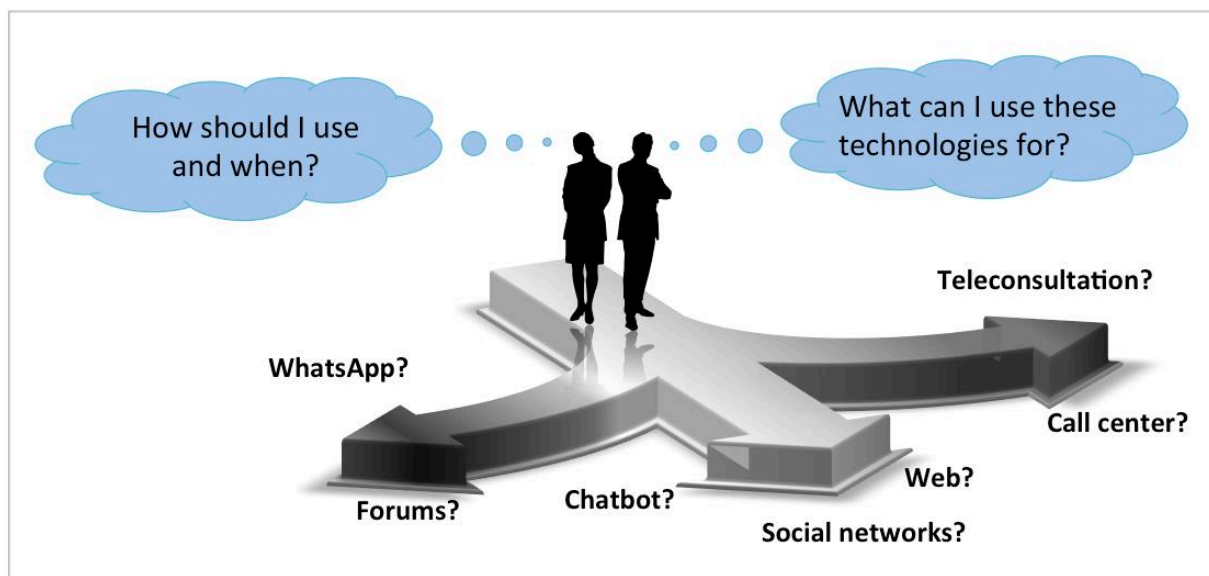 How should I use
and when?
What can I use these
technologies for?
Teleconsultation?
WhatsApp?
Call center?
Web?
Chatbot?
Forums?
Social networks?